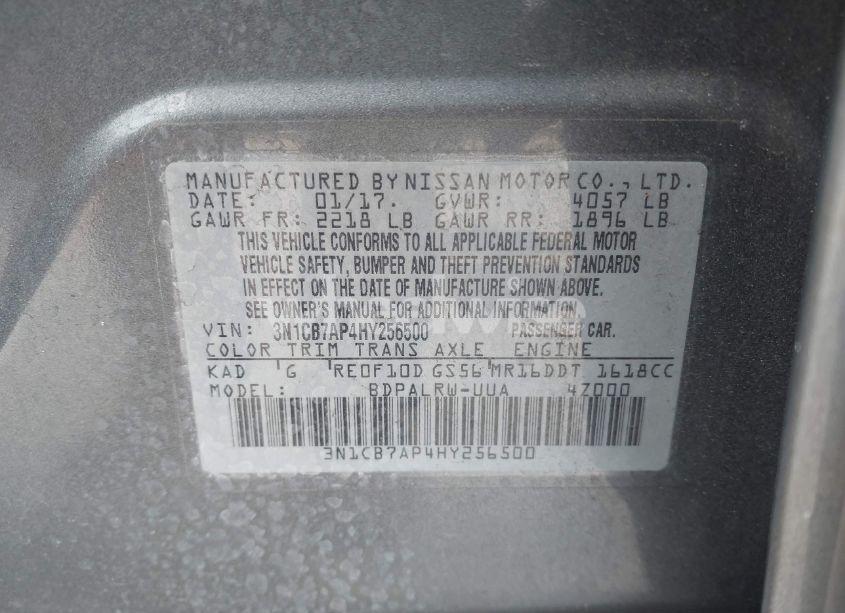 MANUFACTURED BY NISSAN MOTOR CO., LTD.
DATE: 01/17. GVWR: 4057 LB
GAWR FR: 2218 LB GAWR RR: 1896 LB
THIS VEHICLE CONFORMS TO ALL APPLICABLE FEDERAL MOTOR
VEHICLE SAFETY, BUMPER AND THEFT PREVENTION STANDARDS
IN EFFECT ON THE DATE OF MANUFACTURE SHOWN ABOVE.
SEE OWNER'S MANUAL FOR ADDITIONAL INFORMATION.
VIN: 3N1CB7AP4HY256500 PASSENGER CAR.
COLOR TRIM TRANS AXLE ENGINE
KAD 'G 'RE0F10D GS56 'MR16DDT 1618CC
MODEL: BDPALRW-UUA 4Z000
3N1CB7AP4HY256500